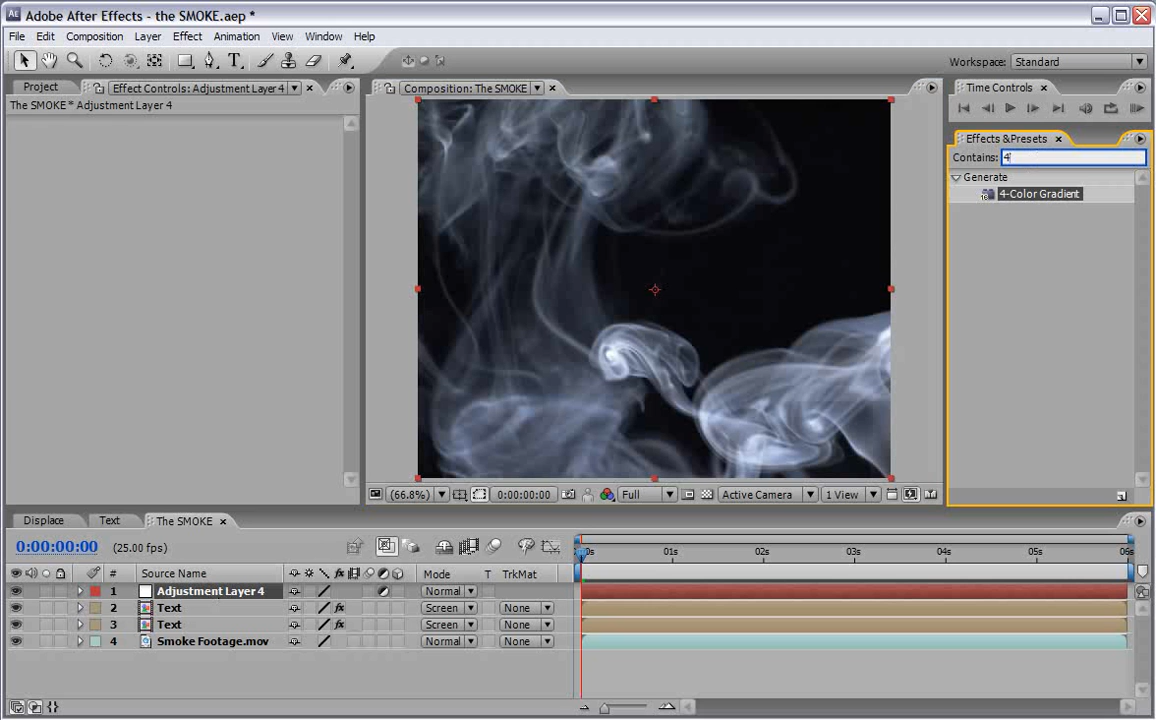 Adobe After Effects - the SMOKE.aep *
File Edit Composition Layer Effect Animation View Window Help
Workspace: Standard
Project Effect Controls: Adjustment Layer 4 Composition: The SMOKE Time Controls
The SMOKE * Adjustment Layer 4
Effects & Presets
Contains: 4
Generate
4-Color Gradient
(66.8%) 0:00:00:00 Full Active Camera 1 View
Displace Text The SMOKE
0:00:00:00 (25.00 fps)
0s 01s 02s 03s 04s 05s 06s
# Source Name Mode T TrkMat
1 Adjustment Layer 4 Normal
2 Text Screen None
3 Text Screen None
4 Smoke Footage.mov Normal None